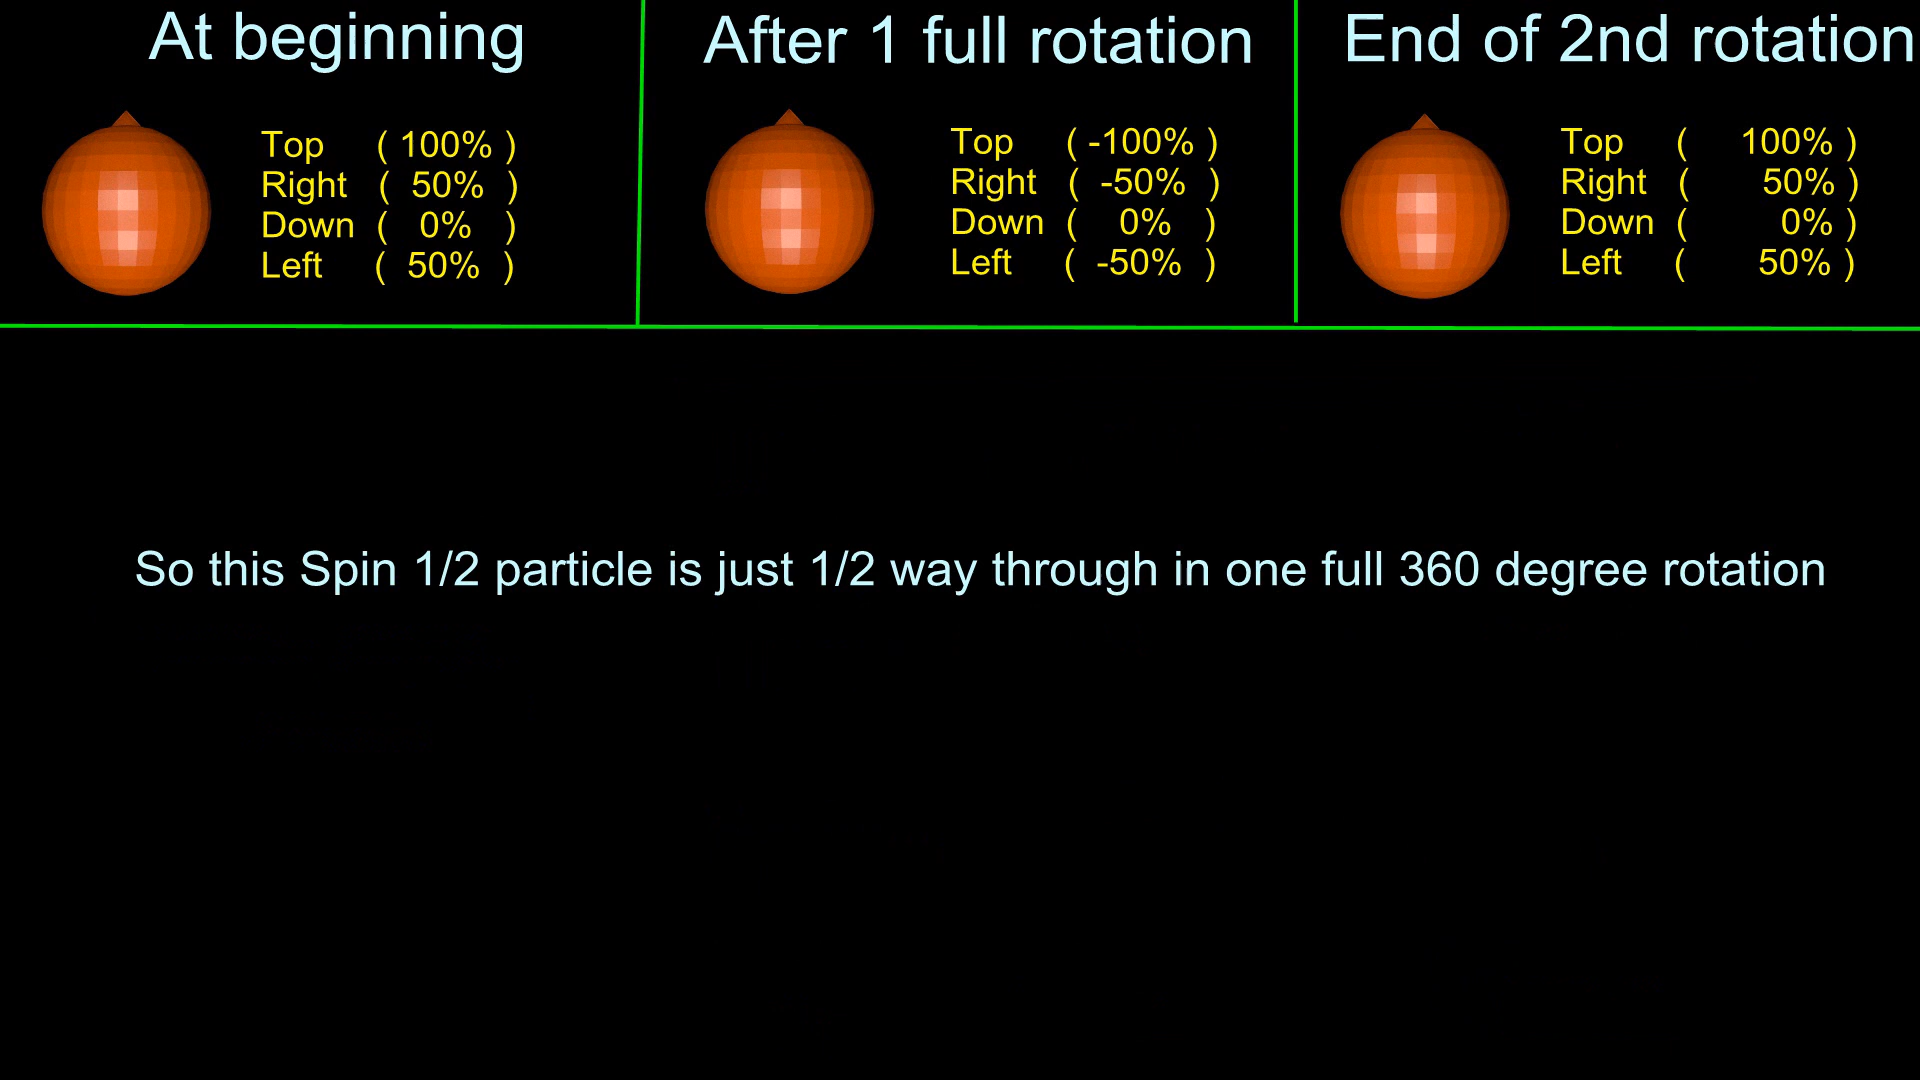 At beginning
Top ( 100% )
Right ( 50% )
Down ( 0% )
Left ( 50% )
After 1 full rotation
Top ( -100% )
Right ( -50% )
Down ( 0% )
Left ( -50% )
End of 2nd rotation
Top ( 100% )
Right ( 50% )
Down ( 0% )
Left ( 50% )
So this Spin 1/2 particle is just 1/2 way through in one full 360 degree rotation